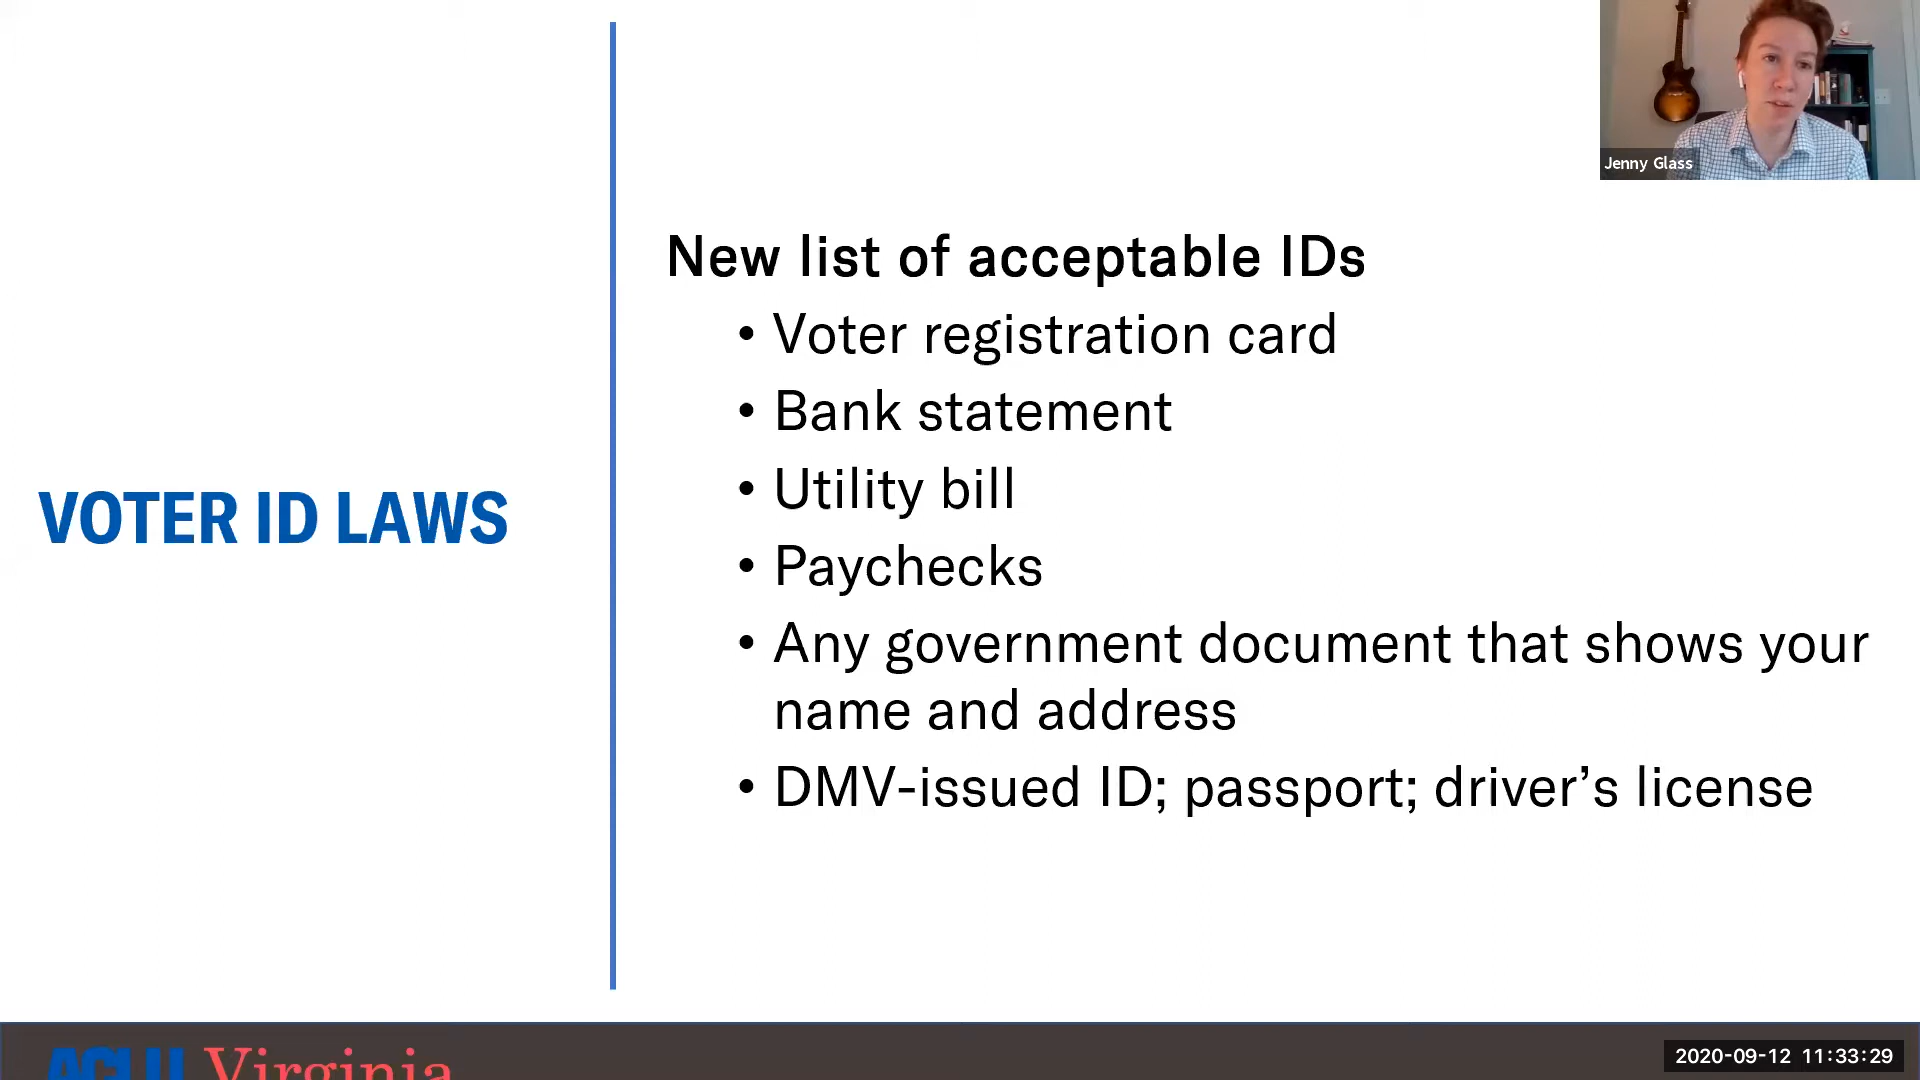 Jenny Glass
New list of acceptable IDs
• Voter registration card
• Bank statement
• Utility bill
• Paychecks
• Any government document that shows your
name and address
• DMV-issued ID; passport; driver’s license
VOTER ID LAWS
ACLU Virginia
2020-09-12 11:33:29